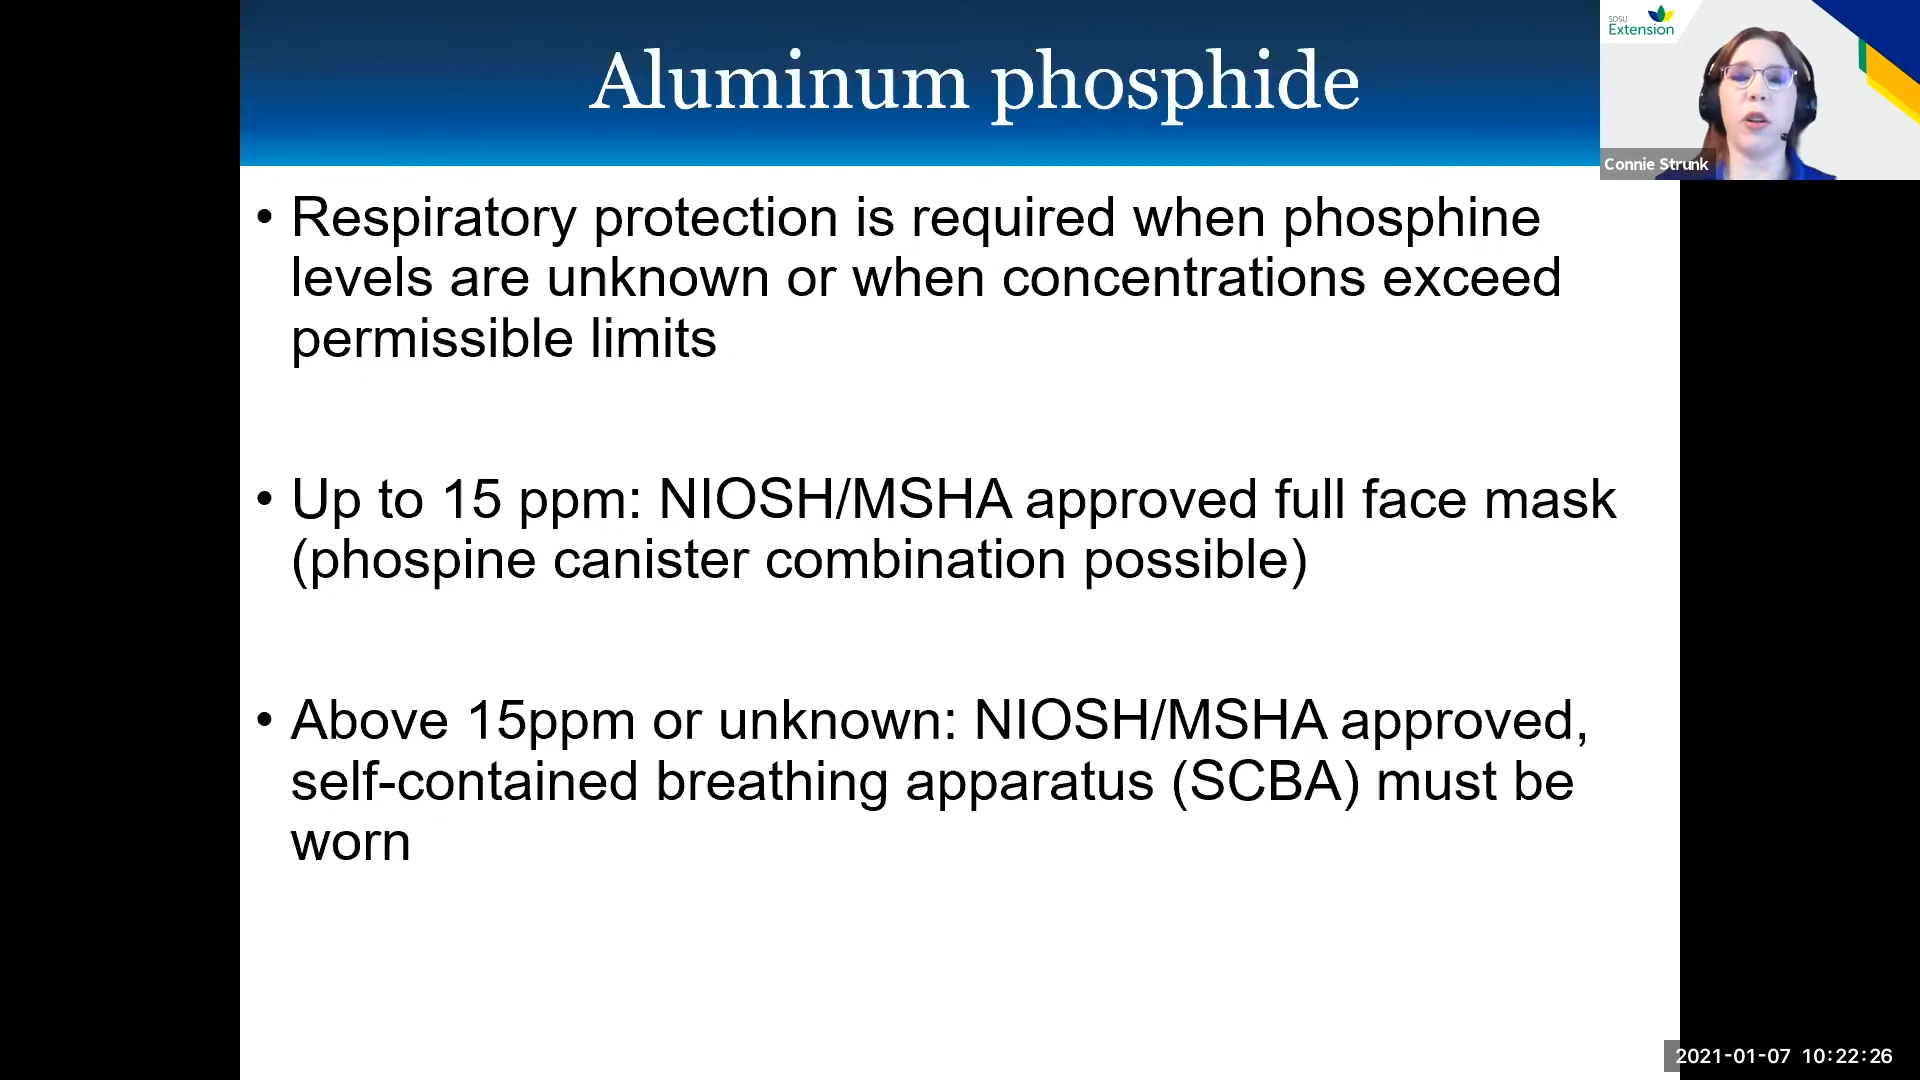 Aluminum phosphide
SDSU
Extension
Connie Strunk
• Respiratory protection is required when phosphine
levels are unknown or when concentrations exceed
permissible limits
• Up to 15 ppm: NIOSH/MSHA approved full face mask
(phospine canister combination possible)
• Above 15ppm or unknown: NIOSH/MSHA approved,
self-contained breathing apparatus (SCBA) must be
worn
2021-01-07 10:22:26